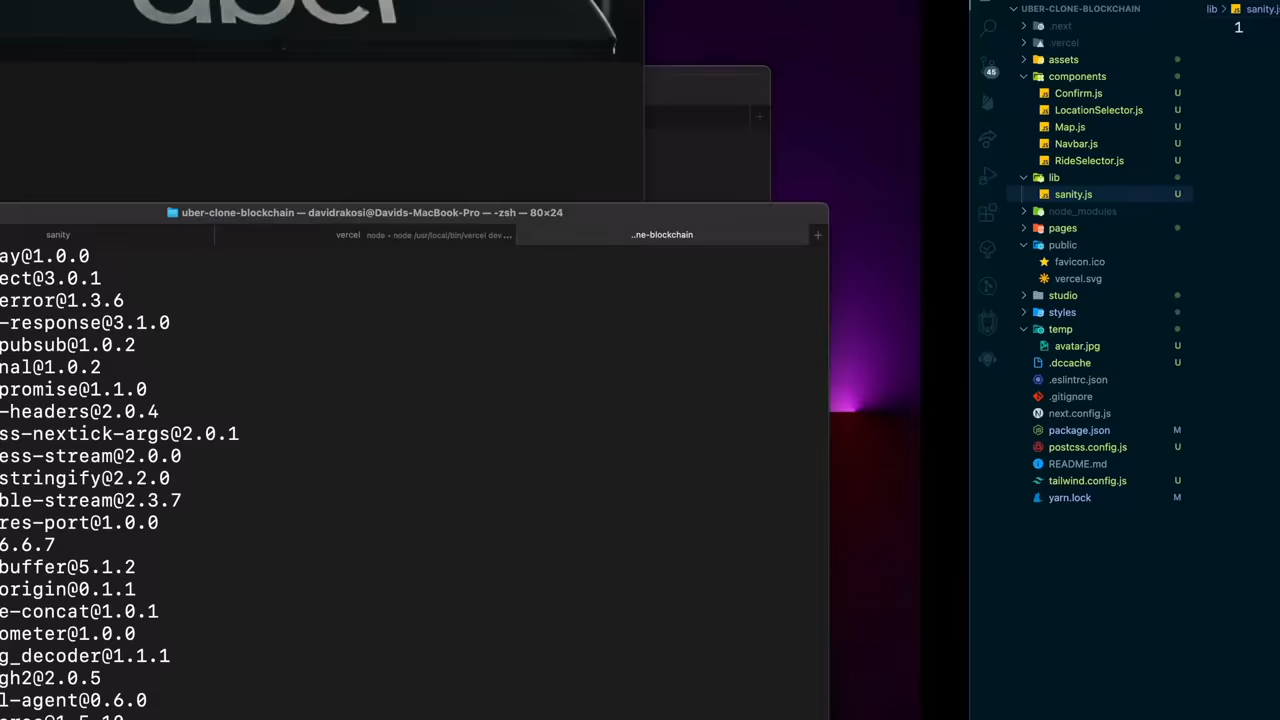 uber
uber-clone-blockchain — davidrakosi@Davids-MacBook-Pro — -zsh — 80×24
sanity
vercel node • node /usr/local/bin/vercel dev ...
..ne-blockchain
+
+
ay@1.0.0
ect@3.0.1
error@1.3.6
-response@3.1.0
pubsub@1.0.2
nal@1.0.2
promise@1.1.0
-headers@2.0.4
ss-nextick-args@2.0.1
ess-stream@2.0.0
stringify@2.2.0
ble-stream@2.3.7
res-port@1.0.0
6.6.7
buffer@5.1.2
origin@0.1.1
e-concat@1.0.1
ometer@1.0.0
g_decoder@1.1.1
gh2@2.0.5
l-agent@0.6.0
UBER-CLONE-BLOCKCHAIN
.next
.vercel
assets
components
Confirm.js U
LocationSelector.js U
Map.js U
Navbar.js U
RideSelector.js U
lib
sanity.js U
node_modules
pages
public
favicon.ico
vercel.svg
studio
styles
temp
avatar.jpg U
.dccache U
.eslintrc.json
.gitignore
next.config.js
package.json M
postcss.config.js U
README.md
tailwind.config.js U
yarn.lock M
45
lib > sanity.js
1